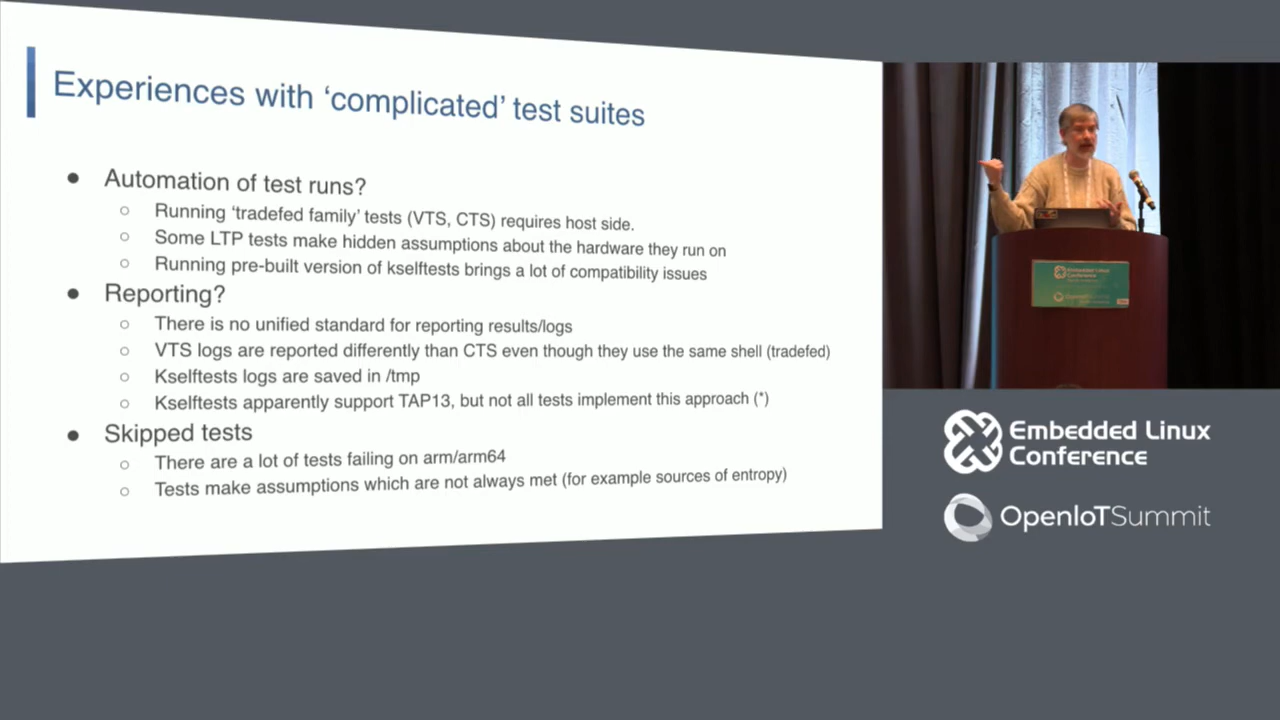 Experiences with ‘complicated’ test suites
● Automation of test runs?
○ Running ‘tradefed family’ tests (VTS, CTS) requires host side.
○ Some LTP tests make hidden assumptions about the hardware they run on
○ Running pre-built version of kselftests brings a lot of compatibility issues
● Reporting?
○ There is no unified standard for reporting results/logs
○ VTS logs are reported differently than CTS even though they use the same shell (tradefed)
○ Kselftests logs are saved in /tmp
○ Kselftests apparently support TAP13, but not all tests implement this approach (*)
● Skipped tests
○ There are a lot of tests failing on arm/arm64
○ Tests make assumptions which are not always met (for example sources of entropy)
Embedded Linux
Conference
Embedded Linux
Conference
OpenIoTSummit